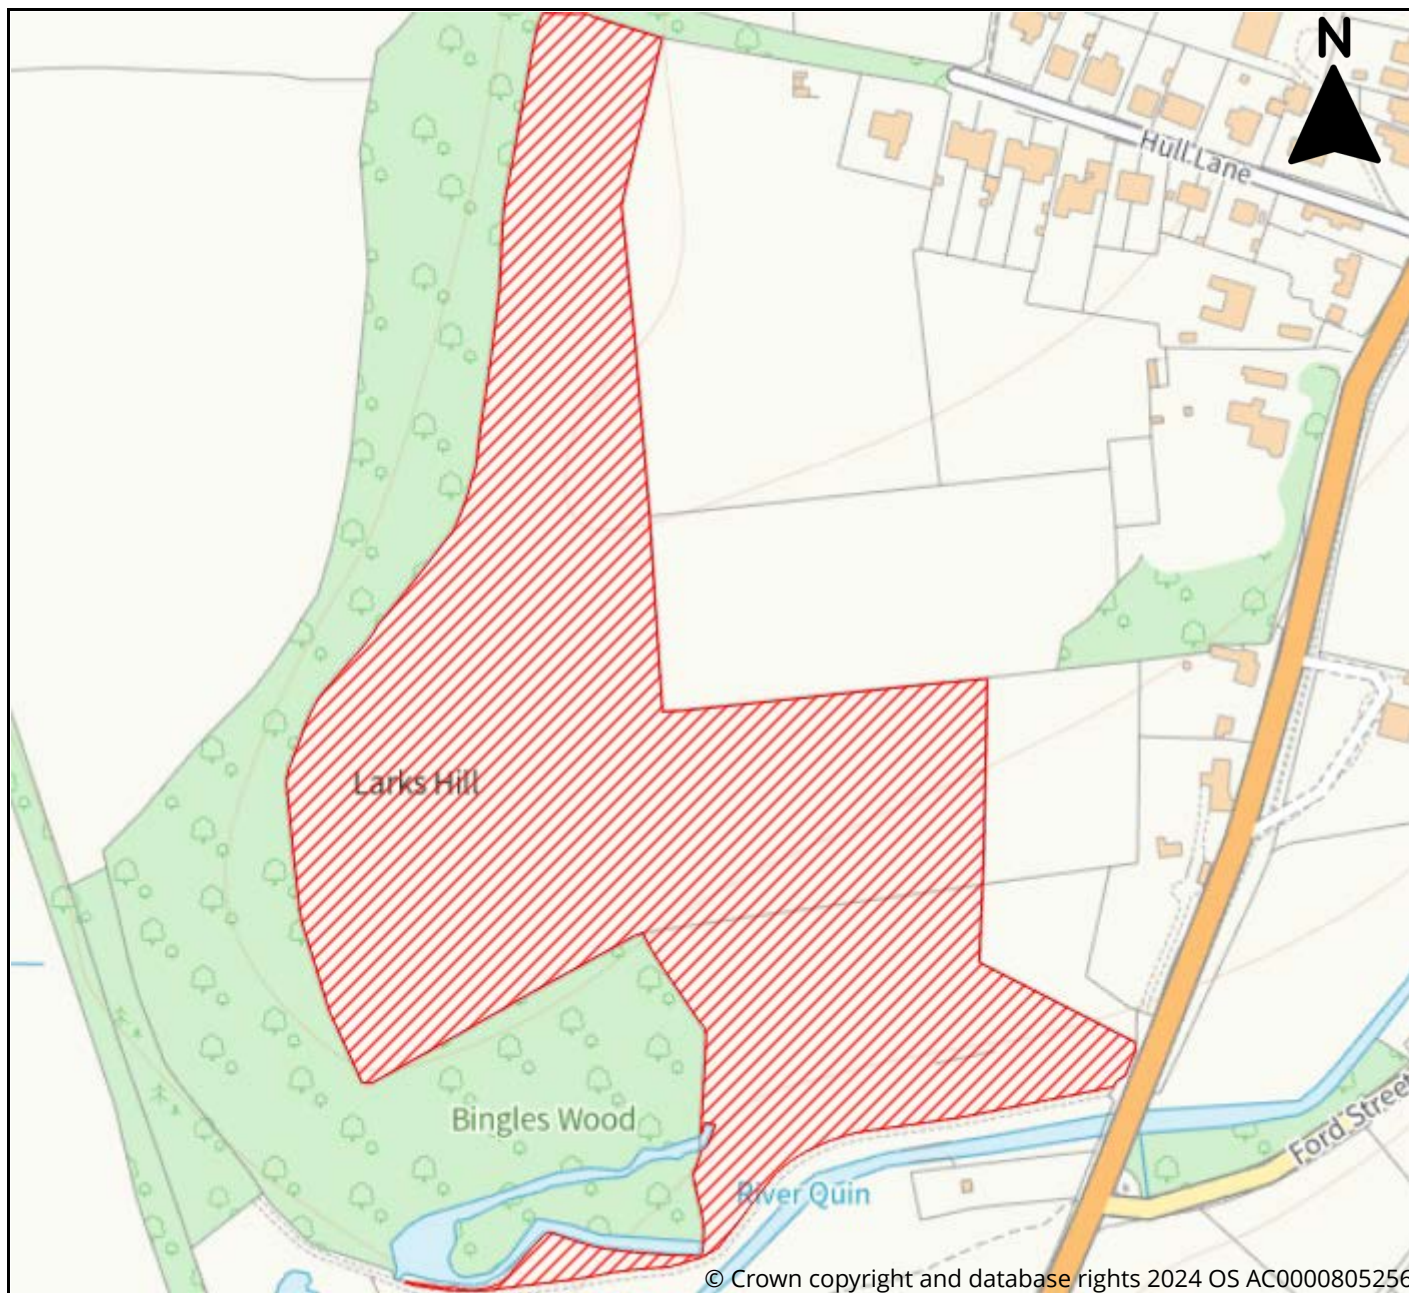 N
Hull Lane
Larks Hill
Bingles Wood
River Quin
Ford Street
© Crown copyright and database rights 2024 OS AC0000805256